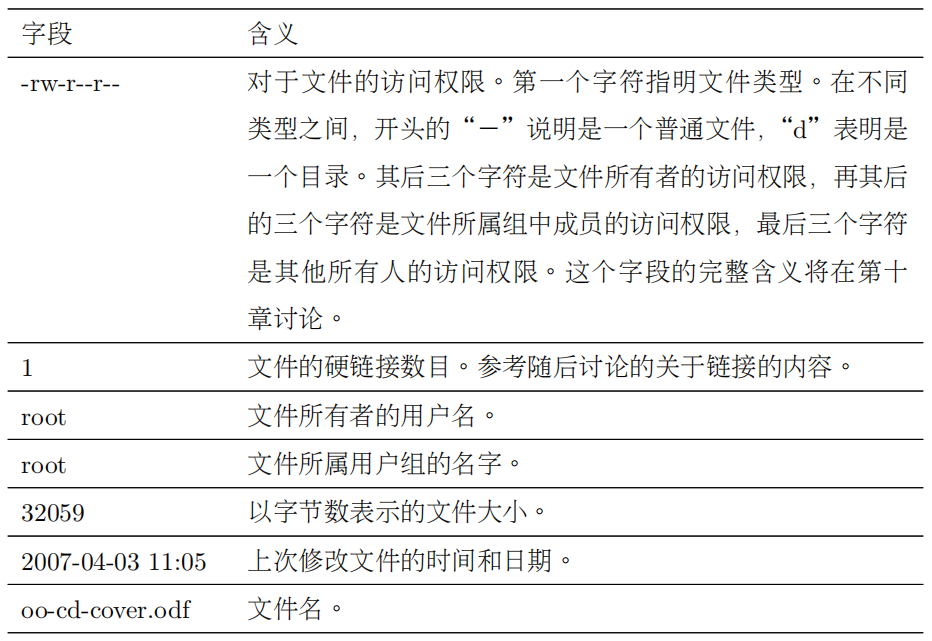 字段 含义
-rw-r--r-- 对于文件的访问权限。第一个字符指明文件类型。在不同
类型之间，开头的“－”说明是一个普通文件，“d”表明是
一个目录。其后三个字符是文件所有者的访问权限，再其后
的三个字符是文件所属组中成员的访问权限，最后三个字符
是其他所有人的访问权限。这个字段的完整含义将在第十
章讨论。
1 文件的硬链接数目。参考随后讨论的关于链接的内容。
root 文件所有者的用户名。
root 文件所属用户组的名字。
32059 以字节数表示的文件大小。
2007-04-03 11:05 上次修改文件的时间和日期。
oo-cd-cover.odf 文件名。